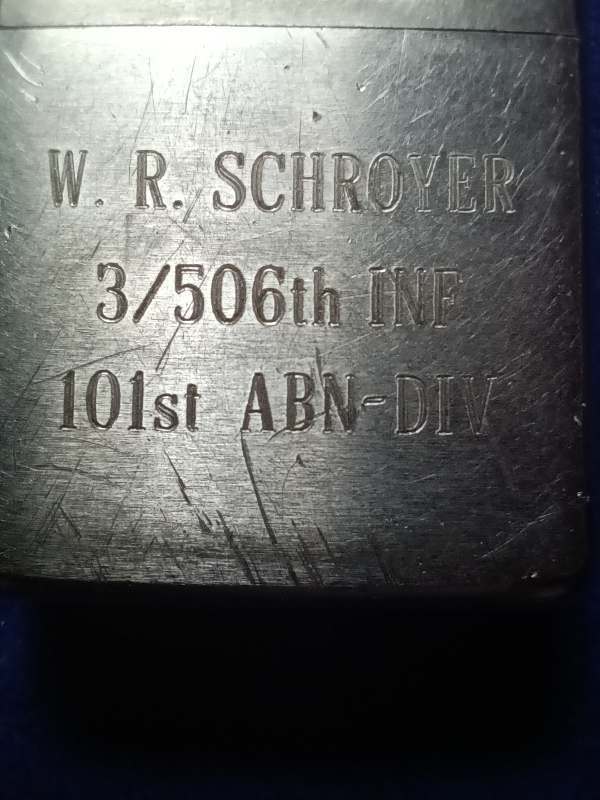 W. R. SCHROYER
3/506th INF
101st ABN-DIV